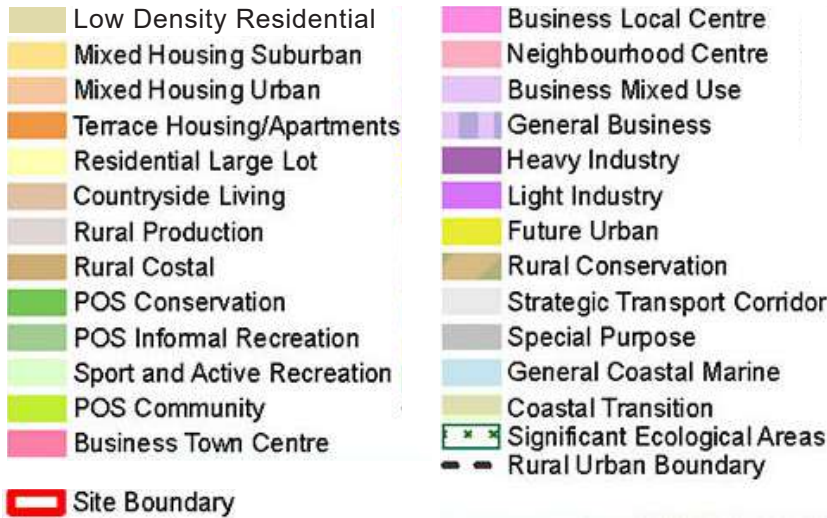 Low Density Residential
Mixed Housing Suburban
Mixed Housing Urban
Terrace Housing/Apartments
Residential Large Lot
Countryside Living
Rural Production
Rural Costal
POS Conservation
POS Informal Recreation
Sport and Active Recreation
POS Community
Business Town Centre
Site Boundary
Business Local Centre
Neighbourhood Centre
Business Mixed Use
General Business
Heavy Industry
Light Industry
Future Urban
Rural Conservation
Strategic Transport Corridor
Special Purpose
General Coastal Marine
Coastal Transition
Significant Ecological Areas
Rural Urban Boundary